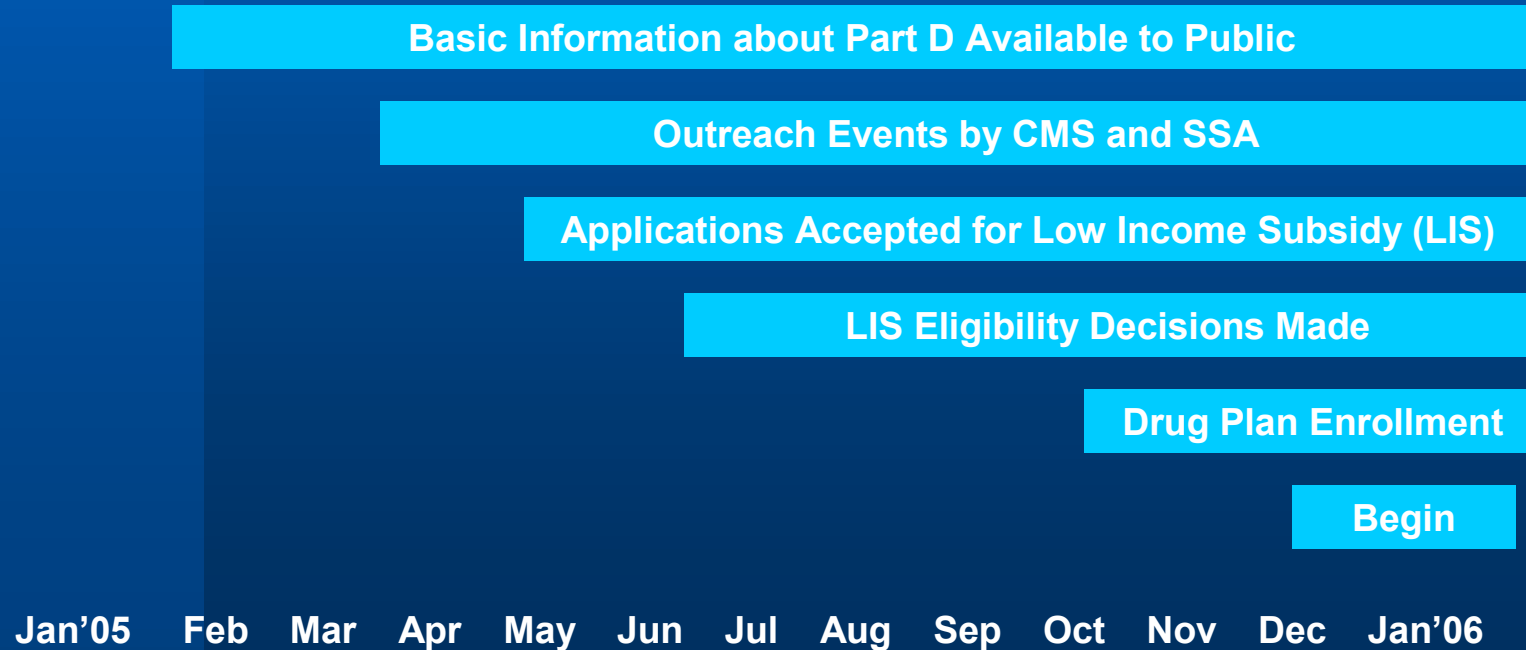 Basic Information about Part D Available to Public
Outreach Events by CMS and SSA
Applications Accepted for Low Income Subsidy (LIS)
LIS Eligibility Decisions Made
Drug Plan Enrollment
Begin
Jan’05 Feb Mar Apr May Jun Jul Aug Sep Oct Nov Dec Jan’06